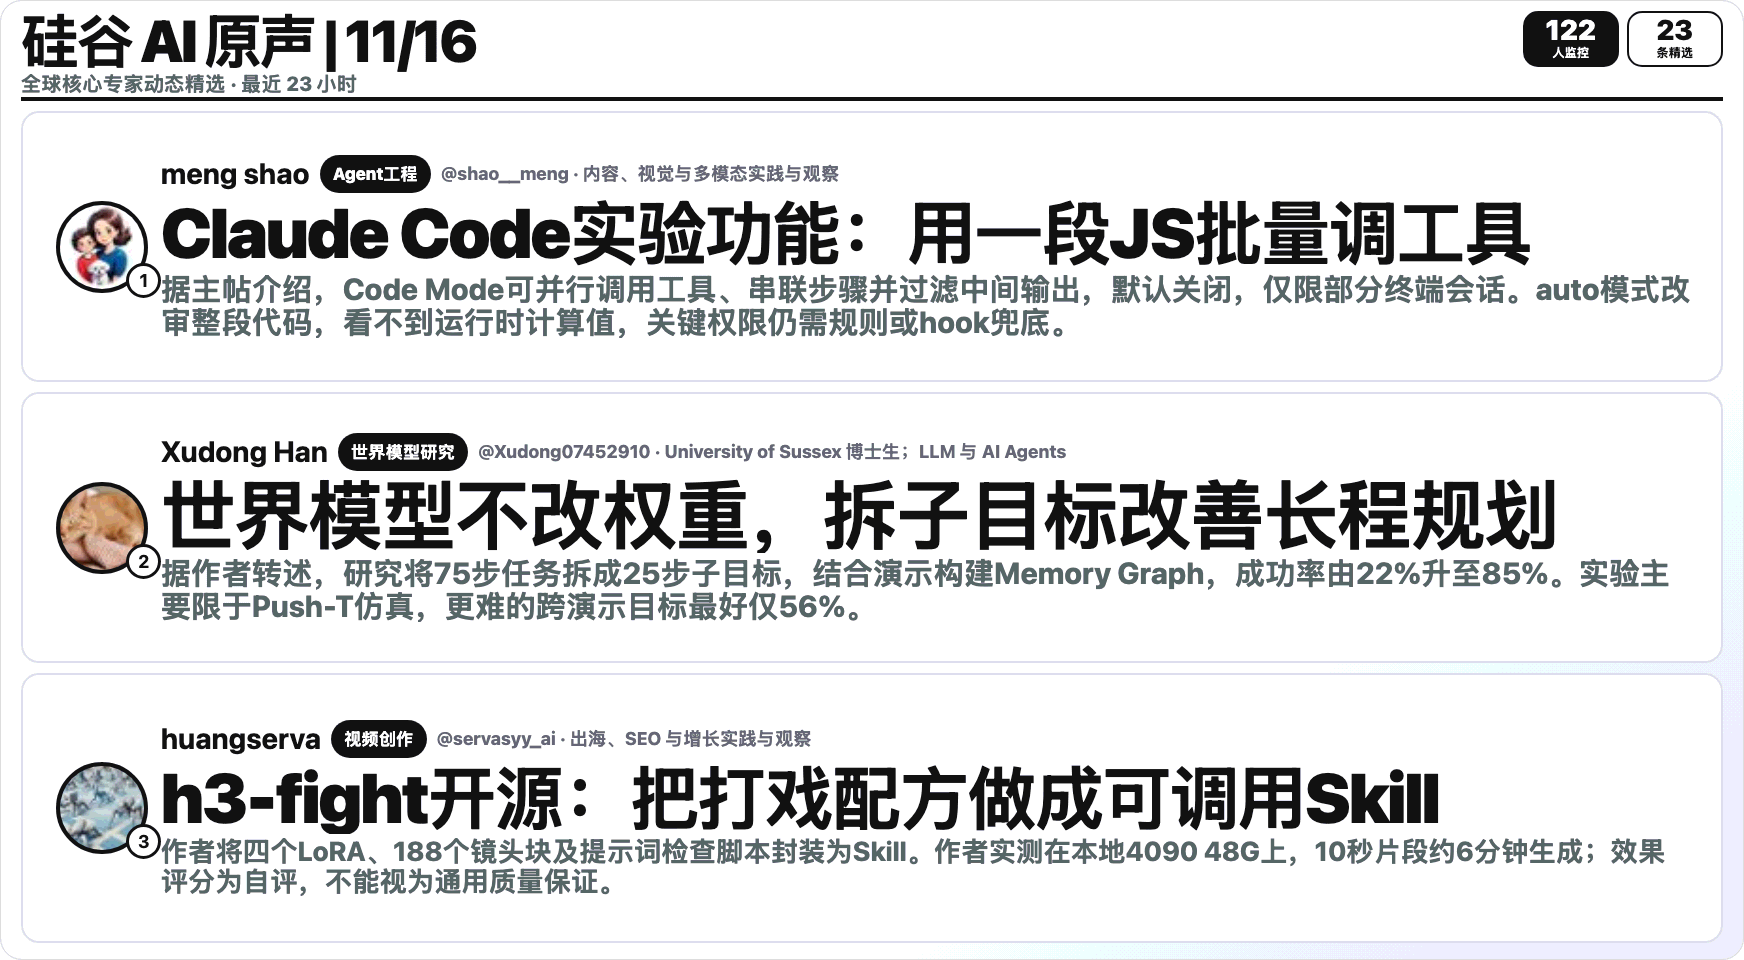 硅谷 AI 原声 | 11/16
全球核心专家动态精选 · 最近 23 小时
122
人监控
23
条精选
meng shao
Agent工程
@shao__meng · 内容、视觉与多模态实践与观察
Claude Code实验功能：用一段JS批量调工具
据主帖介绍，Code Mode可并行调用工具、串联步骤并过滤中间输出，默认关闭，仅限部分终端会话。auto模式改
审整段代码，看不到运行时计算值，关键权限仍需规则或hook兜底。
1
Xudong Han
世界模型研究
@Xudong07452910 · University of Sussex 博士生；LLM 与 AI Agents
世界模型不改权重，拆子目标改善长程规划
据作者转述，研究将75步任务拆成25步子目标，结合演示构建Memory Graph，成功率由22%升至85%。实验主
要限于Push-T仿真，更难的跨演示目标最好仅56%。
2
huangserva
视频创作
@servasyy_ai · 出海、SEO 与增长实践与观察
h3-fight开源：把打戏配方做成可调用Skill
作者将四个LoRA、188个镜头块及提示词检查脚本封装为Skill。作者实测在本地4090 48G上，10秒片段约6分钟生成；效果
评分为自评，不能视为通用质量保证。
3